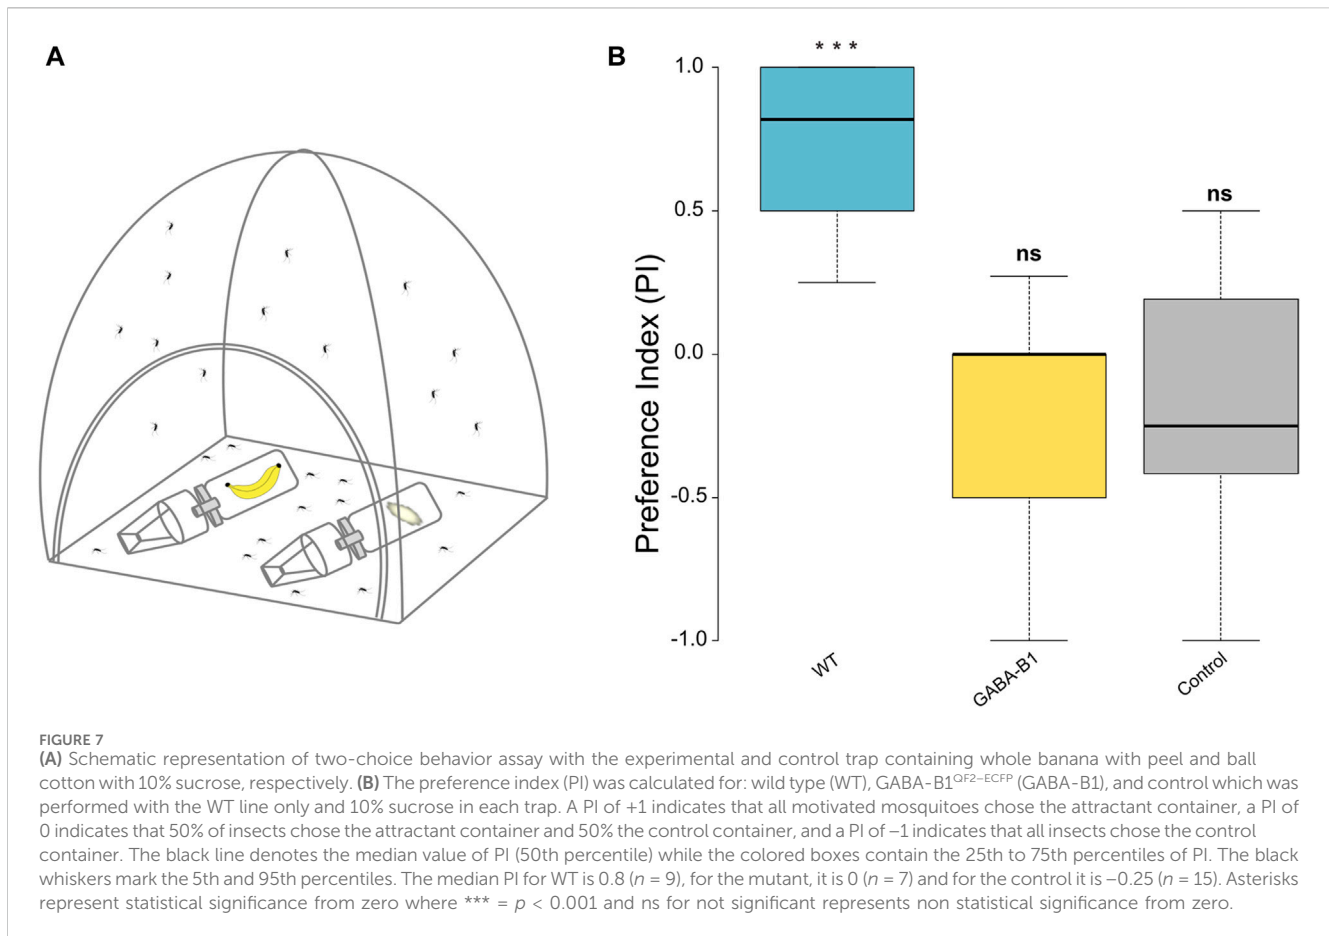 A
B
* * *
1.0
0.5
0.0
-0.5
-1.0
Preference Index (PI)
ns
ns
WT
GABA-B1
Control
FIGURE 7
(A) Schematic representation of two-choice behavior assay with the experimental and control trap containing whole banana with peel and ball
cotton with 10% sucrose, respectively. (B) The preference index (PI) was calculated for: wild type (WT), GABA-B1QF2–ECFP (GABA-B1), and control which was
performed with the WT line only and 10% sucrose in each trap. A PI of +1 indicates that all motivated mosquitoes chose the attractant container, a PI of
0 indicates that 50% of insects chose the attractant container and 50% the control container, and a PI of –1 indicates that all insects chose the control
container. The black line denotes the median value of PI (50th percentile) while the colored boxes contain the 25th to 75th percentiles of PI. The black
whiskers mark the 5th and 95th percentiles. The median PI for WT is 0.8 (n = 9), for the mutant, it is 0 (n = 7) and for the control it is –0.25 (n = 15). Asterisks
represent statistical significance from zero where *** = p < 0.001 and ns for not significant represents non statistical significance from zero.